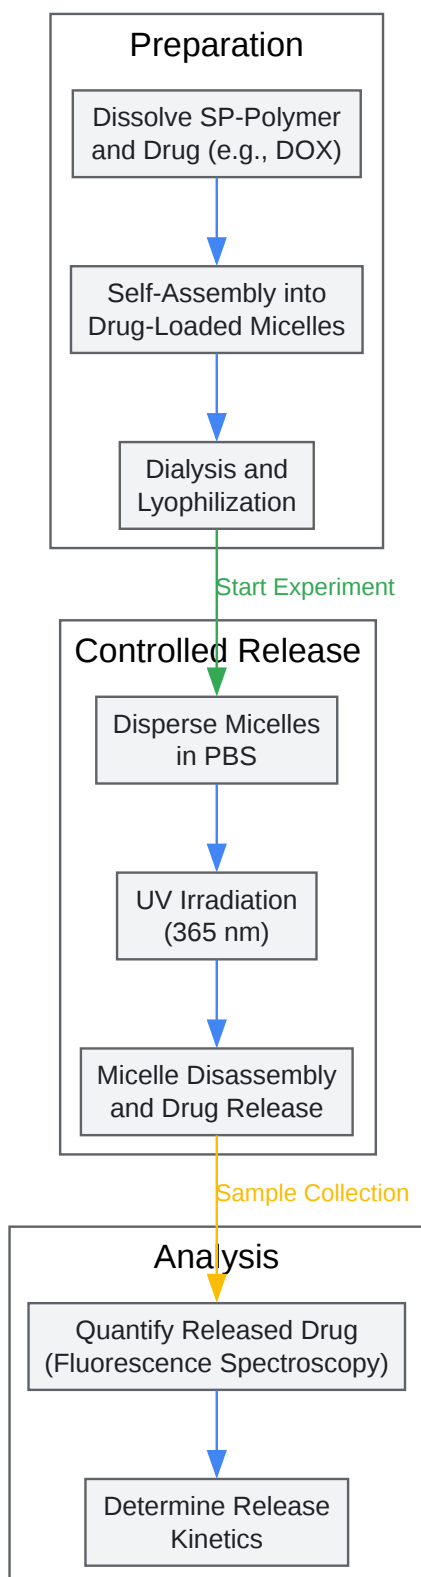 Preparation
Dissolve SP-Polymer
and Drug (e.g., DOX)
Self-Assembly into
Drug-Loaded Micelles
Dialysis and
Lyophilization
Start Experiment
Controlled Release
Disperse Micelles
in PBS
UV Irradiation
(365 nm)
Micelle Disassembly
and Drug Release
Sample Collection
Analysis
Quantify Released Drug
(Fluorescence Spectroscopy)
Determine Release
Kinetics